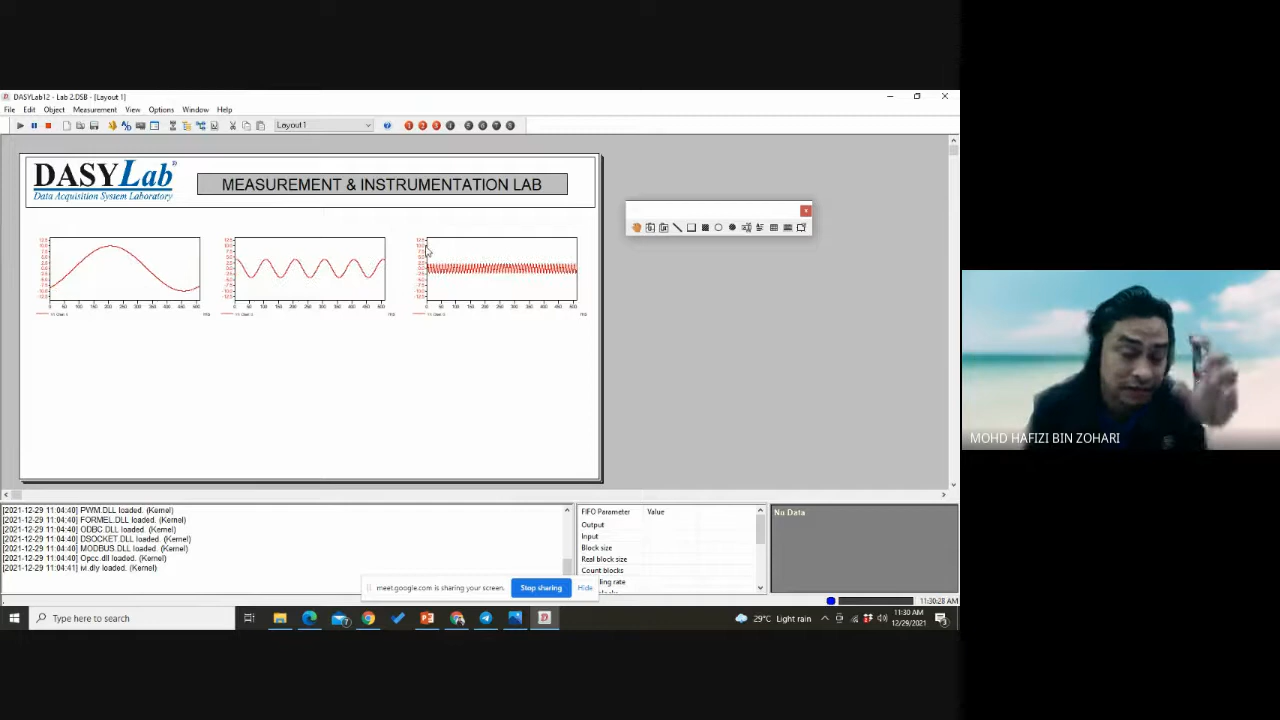 DASYLab12 - Lab 2.DSB - [Layout 1]
File Edit Object Measurement View Options Window Help
Layout 1
DASYLab
Data Acquisition System Laboratory
MEASUREMENT & INSTRUMENTATION LAB
[2021-12-29 11:04:40] PWM.DLL loaded. (Kernel)
[2021-12-29 11:04:40] FORMEL.DLL loaded. (Kernel)
[2021-12-29 11:04:40] ODBC.DLL loaded. (Kernel)
[2021-12-29 11:04:40] DSOCKET.DLL loaded. (Kernel)
[2021-12-29 11:04:40] MODBUS.DLL loaded. (Kernel)
[2021-12-29 11:04:40] Opcc.dll loaded. (Kernel)
[2021-12-29 11:04:41] loaded. (Kernel)
FIFO Parameter Value
Output
Input
Block size
Real block size
Count blocks
No Data
meet.google.com is sharing your screen. Stop sharing Hide
11:30:28 AM
Type here to search
29°C Light rain
11:30 AM
12/29/2021
MOHD HAFIZI BIN ZOHARI